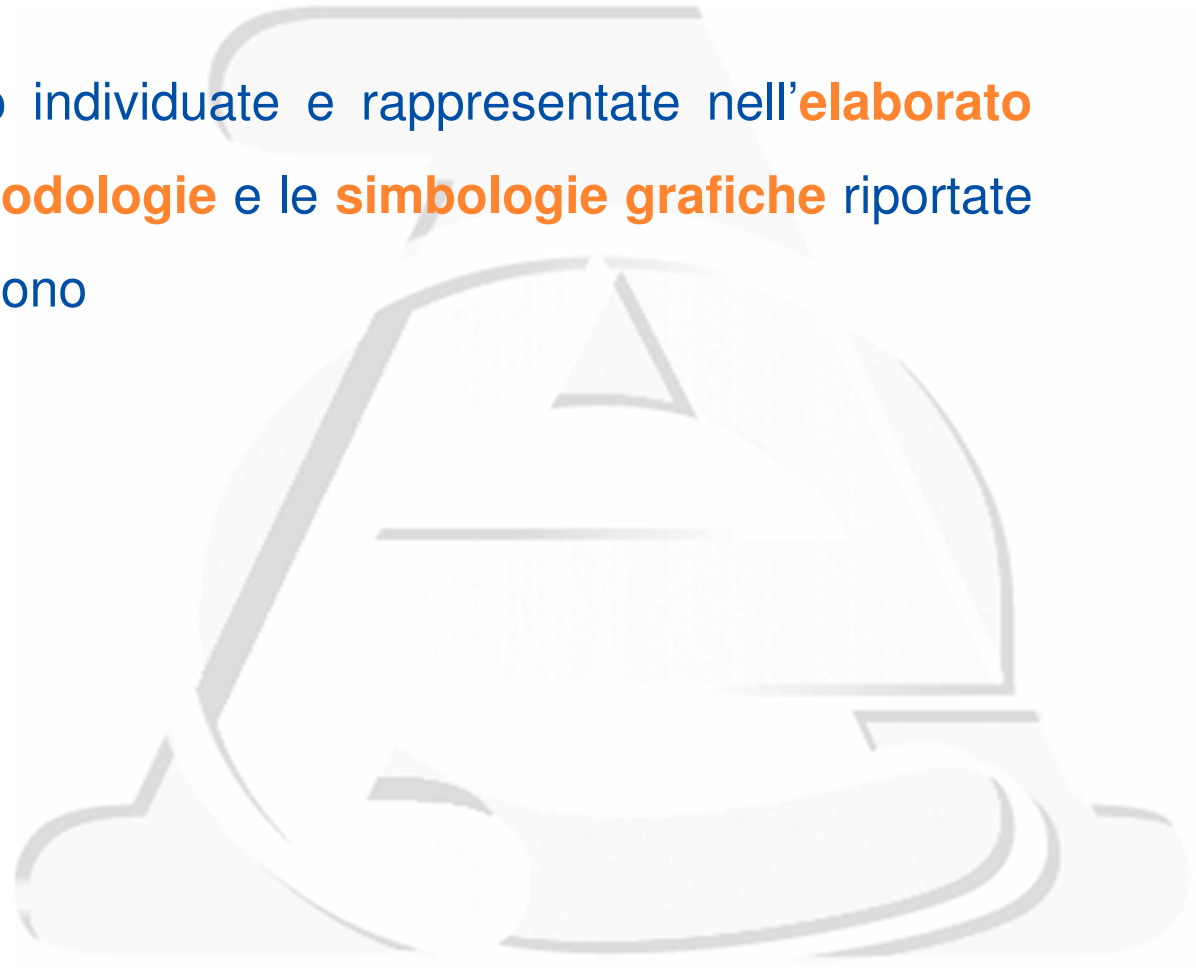 o individuate e rappresentate nell’elaborato
odologie e le simbologie grafiche riportate
ono